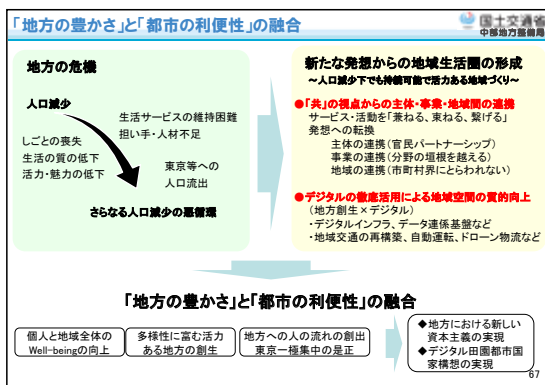 「地方の豊かさ」と「都市の利便性」の融合
国土交通省
中部地方整備局
地方の危機
人口減少
生活サービスの維持困難
担い手・人材不足
しごとの喪失
生活の質の低下
活力・魅力の低下
東京等への
人口流出
さらなる人口減少の悪循環
新たな発想からの地域生活圏の形成
～人口減少下でも持続可能で活力ある地域づくり～
●「共」の視点からの主体・事業・地域間の連携
サービス・活動を「兼ねる、束ねる、繋げる」
発想への転換
主体の連携（官民パートナーシップ）
事業の連携（分野の垣根を越える）
地域の連携（市町村界にとらわれない）
●デジタルの徹底活用による地域空間の質的向上
（地方創生×デジタル）
・デジタルインフラ、データ連係基盤など
・地域交通の再構築、自動運転、ドローン物流など
「地方の豊かさ」と「都市の利便性」の融合
個人と地域全体の
Well-beingの向上
多様性に富む活力
ある地方の創生
地方への人の流れの創出
東京一極集中の是正
◆地方における新しい
資本主義の実現
◆デジタル田園都市国
家構想の実現
67